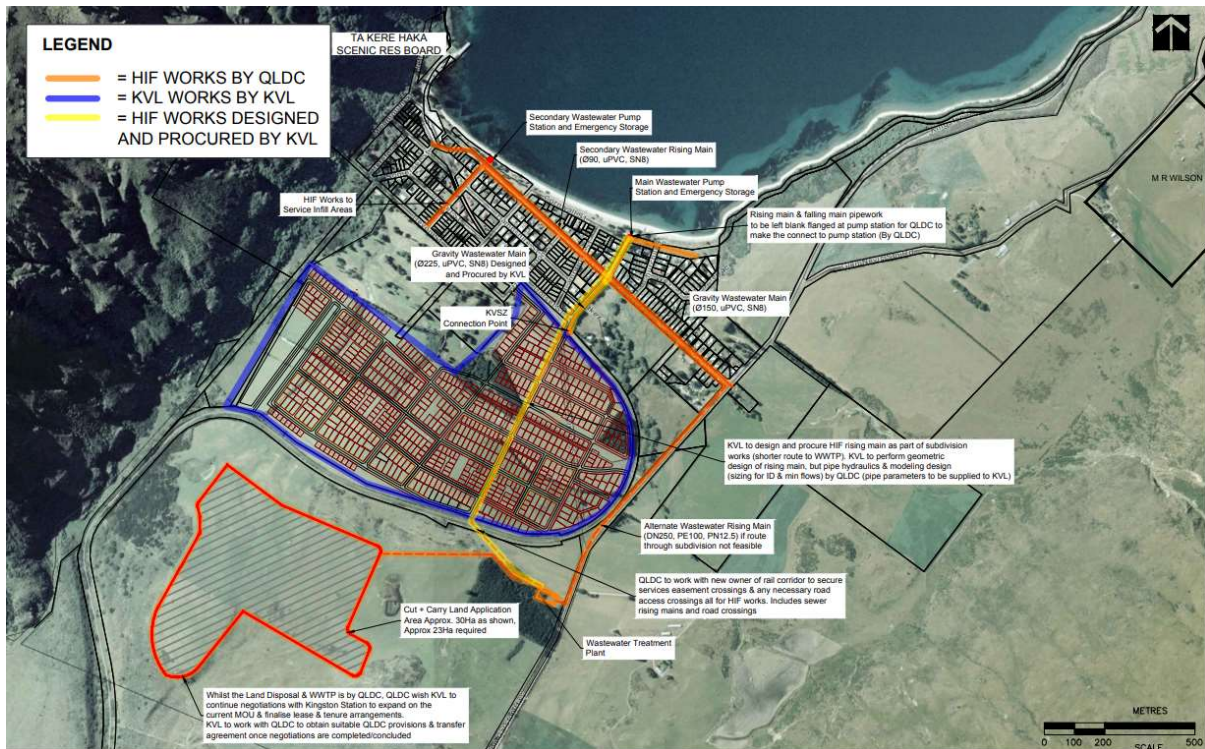 LEGEND
= HIF WORKS BY QLDC
= KVL WORKS BY KVL
= HIF WORKS DESIGNED
AND PROCURED BY KVL
TA KERE HAKA
SCENIC RES BOARD
Secondary Wastewater Pump
Station and Emergency Storage
Secondary Wastewater Rising Main
(Ø90, uPVC, SN8)
Main Wastewater Pump
Station and Emergency Storage
M R WILSON
HIF Works to
Service Infill Areas
Rising main & falling main pipework
to be left blank flanged at pump station for QLDC to
make the connect to pump station (By QLDC)
Gravity Wastewater Main
(Ø225, uPVC, SN8) Designed
and Procured by KVL
Gravity Wastewater Main
(Ø150, uPVC, SN8)
KVSZ
Connection Point
KVL to design and procure HIF rising main as part of subdivision
works (shorter route to WWTP). KVL to perform geometric
design of rising main, but pipe hydraulics & modeling design
(sizing for ID & min flows) by QLDC (pipe parameters to be supplied to KVL)
Alternate Wastewater Rising Main
(DN250, PE100, PN12.5) if route
through subdivision not feasible
QLDC to work with new owner of rail corridor to secure
services easement crossings & any necessary road
access crossings all for HIF works. Includes sewer
rising mains and road crossings
Cut + Carry Land Application
Area Approx. 30Ha as shown,
Approx 23Ha required
Wastewater Treatment
Plant
Whilst the Land Disposal & WWTP is by QLDC, QLDC wish KVL to
continue negotiations with Kingston Station to expand on the
current MOU & finalise lease & tenure arrangements.
KVL to work with QLDC to obtain suitable QLDC provisions & transfer
agreement once negotiations are completed/concluded
METRES
0 100 200 500
SCALE